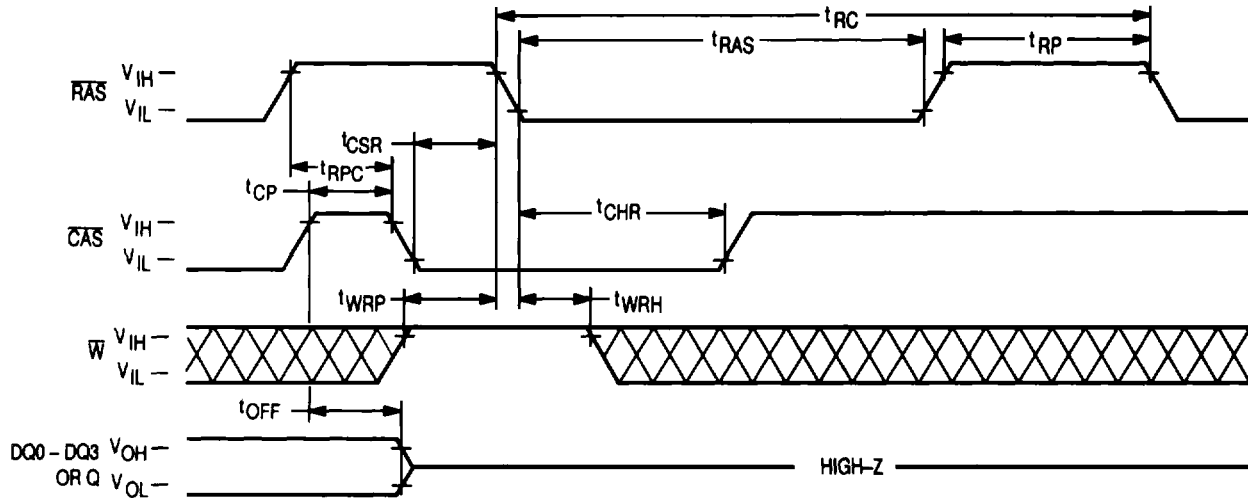 tRC
tRAS
tRP
RAS
VIH
VIL
tCSR
tRPC
tCP
tCHR
CAS
VIH
VIL
tWRP
tWRH
W
VIH
VIL
tOFF
DQ0 – DQ3 VOH
OR Q VOL
HIGH–Z